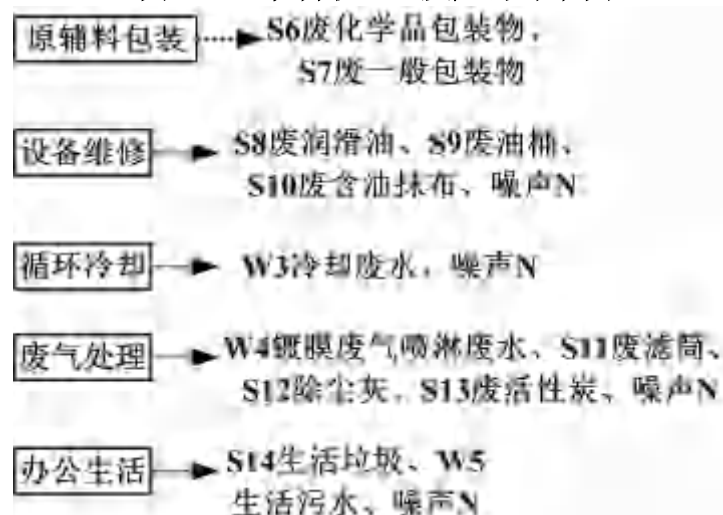 原辅料包装 S6废化学品包装物，
S7废一般包装物
设备维修 S8废润滑油、S9废油桶、
S10废含油抹布、噪声N
循环冷却 W3冷却废水，噪声N
废气处理 W4镀膜废气喷淋废水、S11废滤筒、
S12除尘灰、S13废活性炭、噪声N
办公生活 S14生活垃圾、W5
生活污水、噪声N